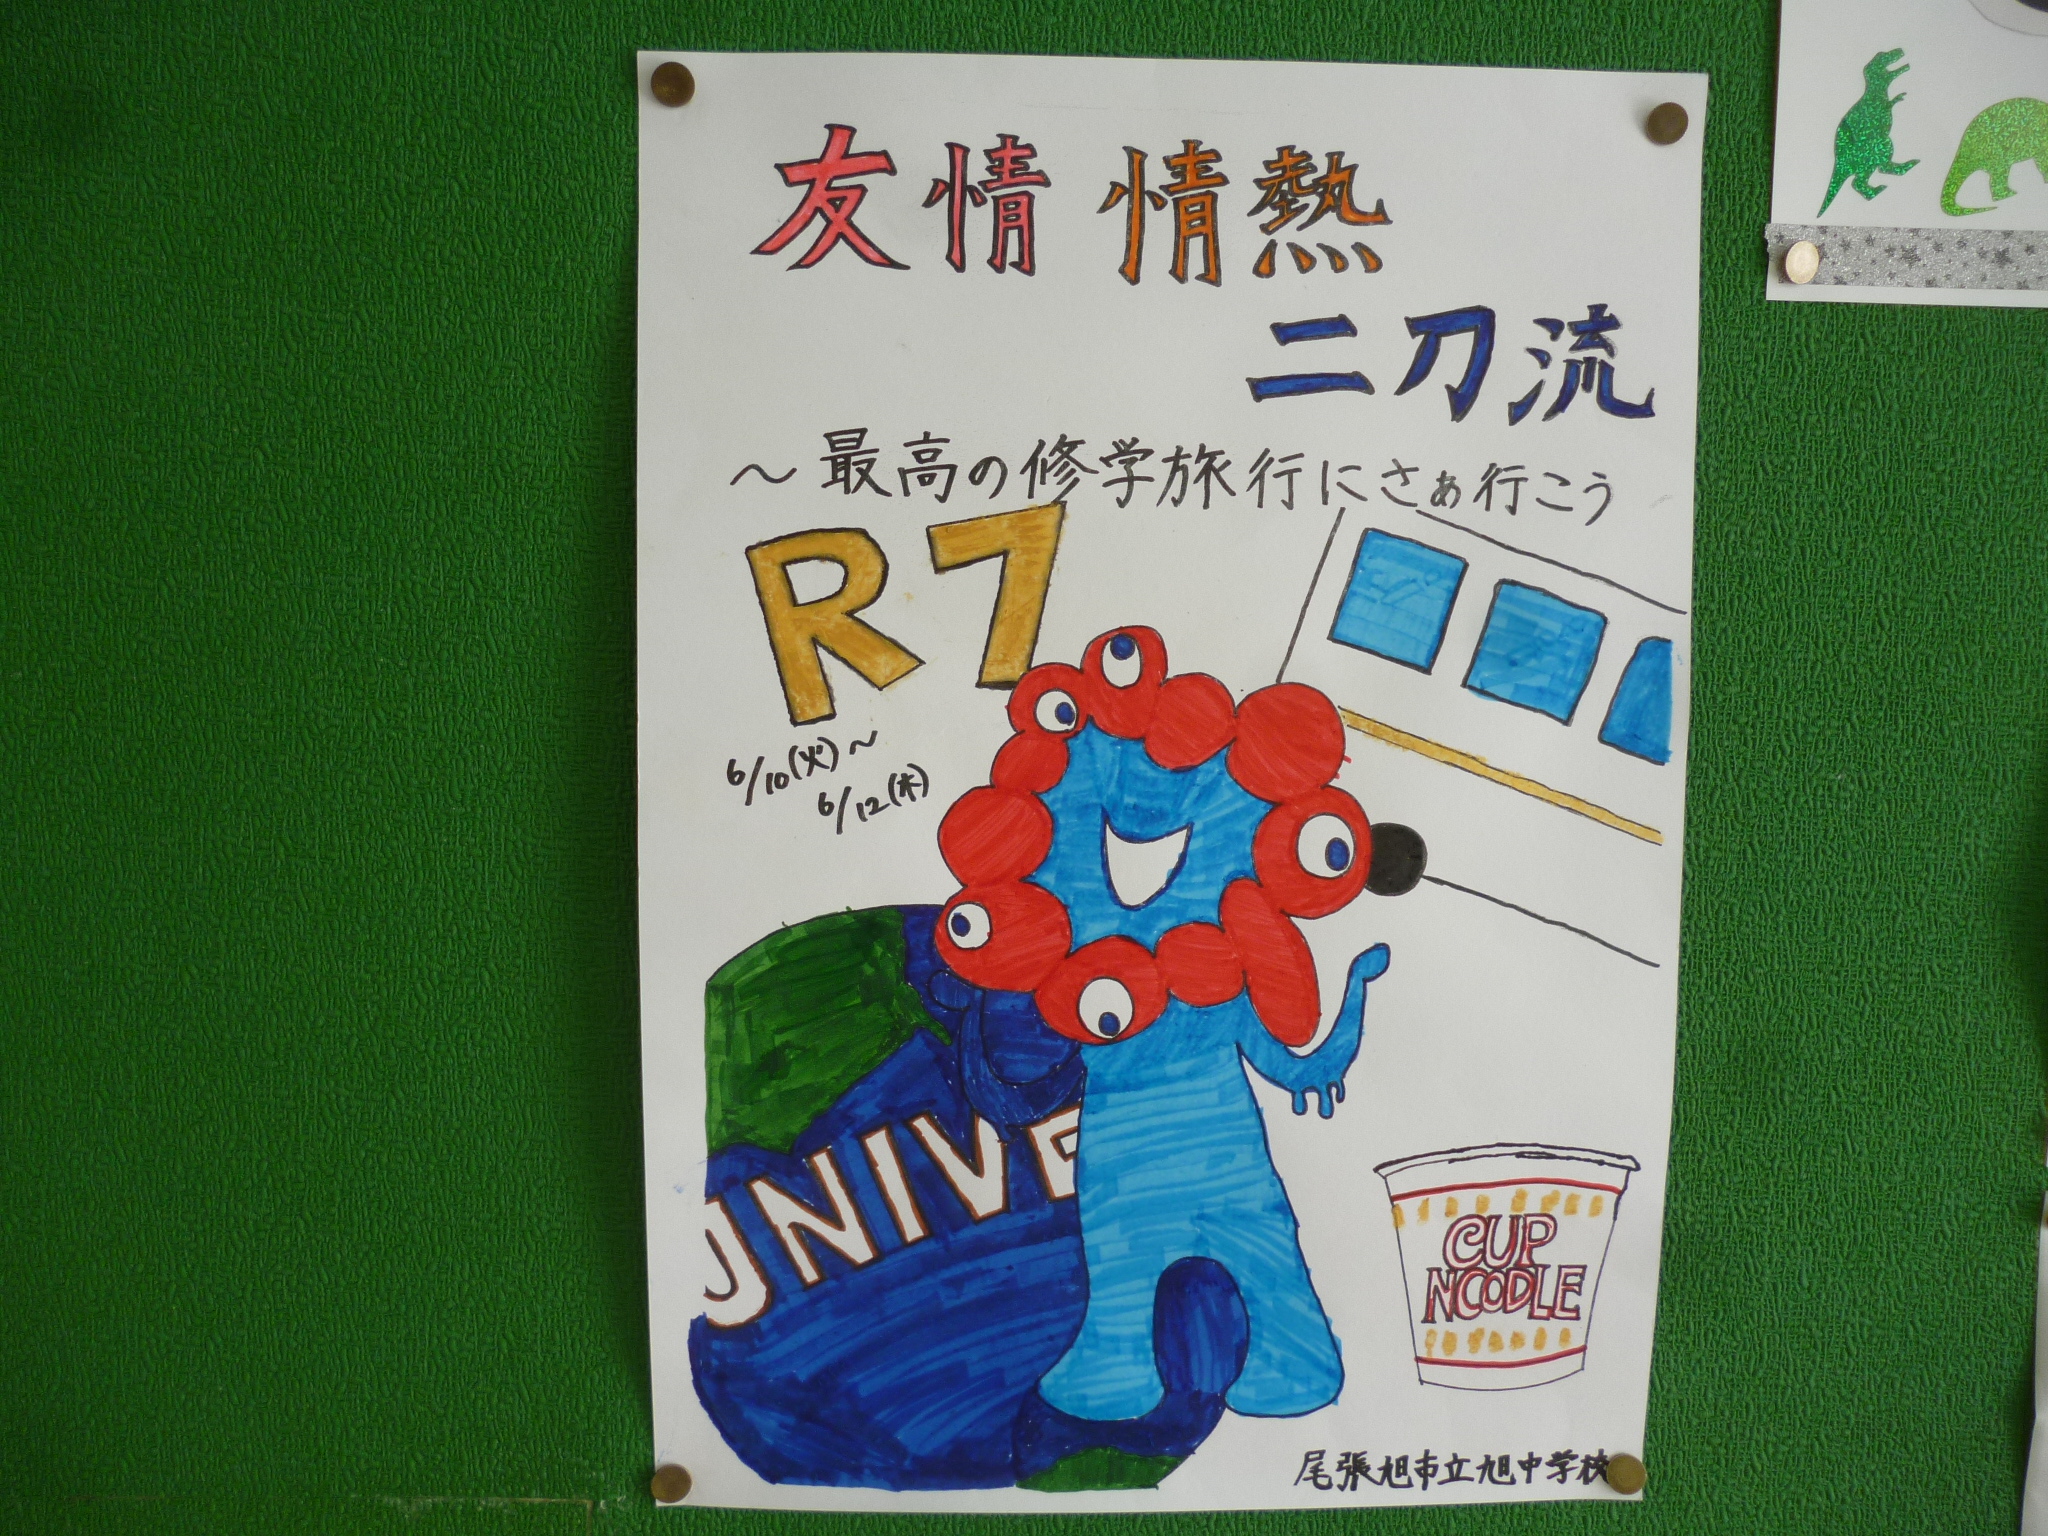 友情 情熱
二刀流
～最高の修学旅行にさぁ行こう
R7
6/10(火)～
6/12(木)
UNIVE
CUP
NOODLE
尾張旭市立旭中学校